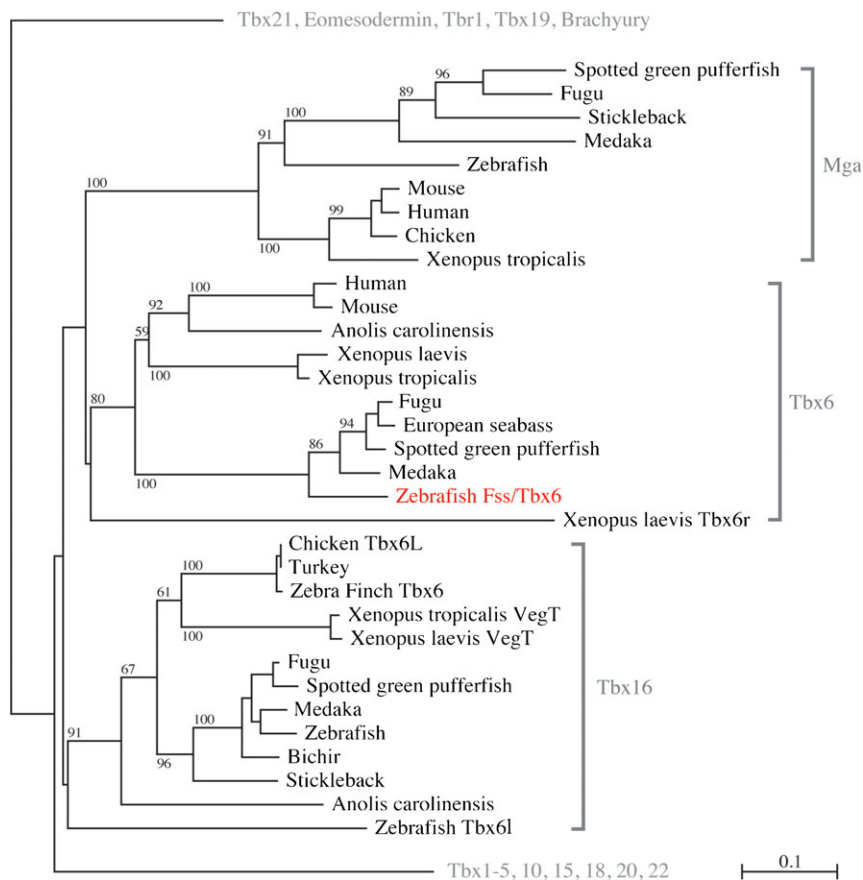 Tbx21, Eomesodermin, Tbr1, Tbx19, Brachyury
Spotted green pufferfish
96
Fugu
89
Stickleback
100
Medaka
91
Zebrafish
Mga
100
Mouse
99
Human
Chicken
100
Xenopus tropicalis
Human
100
Mouse
92
Anolis carolinensis
59
Xenopus laevis
100
Xenopus tropicalis
Tbx6
80
Fugu
94
European seabass
86
Spotted green pufferfish
Medaka
100
Zebrafish Fss/Tbx6
Xenopus laevis Tbx6r
Chicken Tbx6L
100
Turkey
61
Zebra Finch Tbx6
Xenopus tropicalis VegT
100
Xenopus laevis VegT
67
Fugu
Spotted green pufferfish
Tbx16
100
Medaka
91
Zebrafish
96
Bichir
Stickleback
Anolis carolinensis
Zebrafish Tbx6l
Tbx1-5, 10, 15, 18, 20, 22
0.1